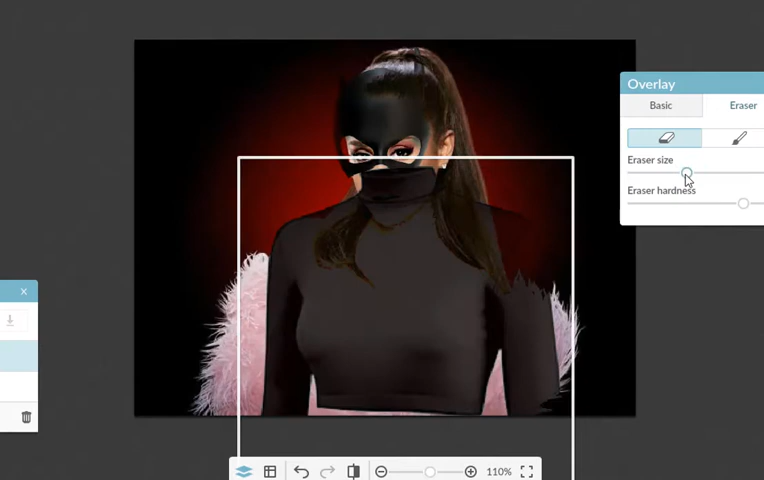 Overlay
Basic
Eraser
Eraser size
Eraser hardness
110%